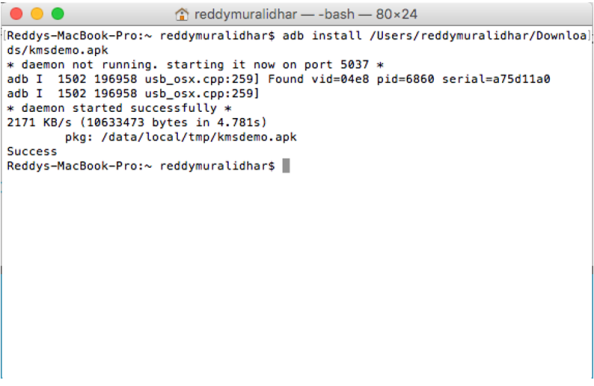 reddymuralidhar — -bash — 80×24
[Reddys-MacBook-Pro:~ reddymuralidhar$ adb install /Users/reddymuralidhar/Downloa]
ds/kmsdemo.apk
* daemon not running. starting it now on port 5037 *
adb I  1502 196958 usb_osx.cpp:259] Found vid=04e8 pid=6860 serial=a75d11a0
adb I  1502 196958 usb_osx.cpp:259]
* daemon started successfully *
2171 KB/s (10633473 bytes in 4.781s)
        pkg: /data/local/tmp/kmsdemo.apk
Success
Reddys-MacBook-Pro:~ reddymuralidhar$